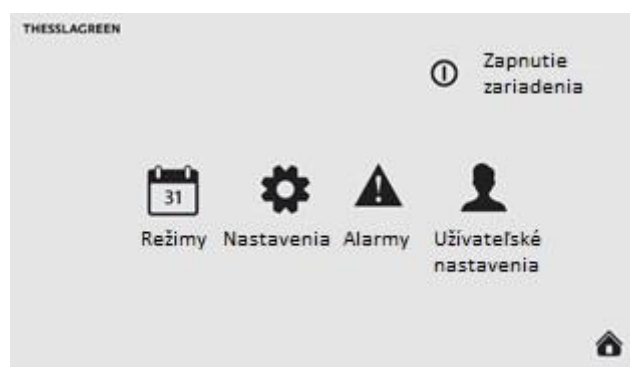 THESSLAGREEN
Zapnutie
zariadenia
31
Režimy Nastavenia Alarmy Užívateľské
nastavenia